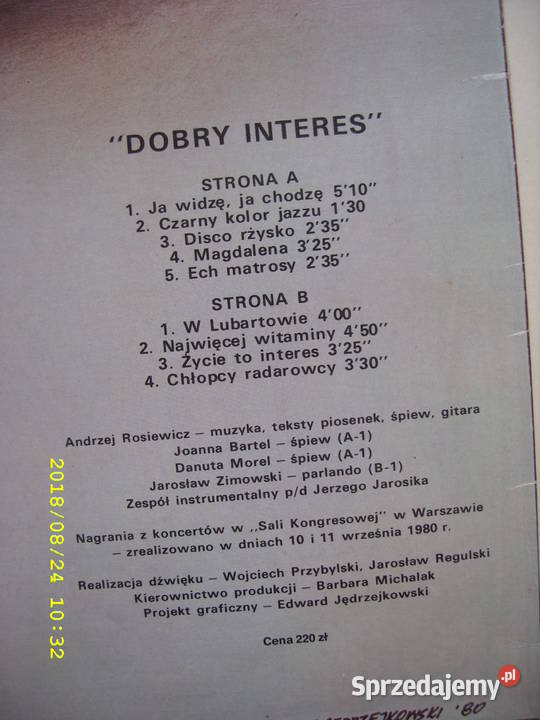 "DOBRY INTERES"
STRONA A
1. Ja widzę, ja chodzę 5'10"
2. Czarny kolor jazzu 1'30
3. Disco rżysko 2'35"
4. Magdalena 3'25"
5. Ech matrosy 2'35"
STRONA B
1. W Lubartowie 4'00"
2. Najwięcej witaminy 4'50"
3. Życie to interes 3'25"
4. Chłopcy radarowcy 3'30"
Andrzej Rosiewicz – muzyka, teksty piosenek, śpiew, gitara
Joanna Bartel – śpiew (A-1)
Danuta Morel – śpiew (A-1)
Jarosław Zimowski – parlando (B-1)
Zespół instrumentalny p/d Jerzego Jarosika
Nagrania z koncertów w ,,Sali Kongresowej" w Warszawie
– zrealizowano w dniach 10 i 11 września 1980 r.
Realizacja dźwięku – Wojciech Przybylski, Jarosław Regulski
Kierownictwo produkcji – Barbara Michalak
Projekt graficzny – Edward Jędrzejkowski
Cena 220 zł
2018/08/24 10:32
Sprzedajemy.pl
'80